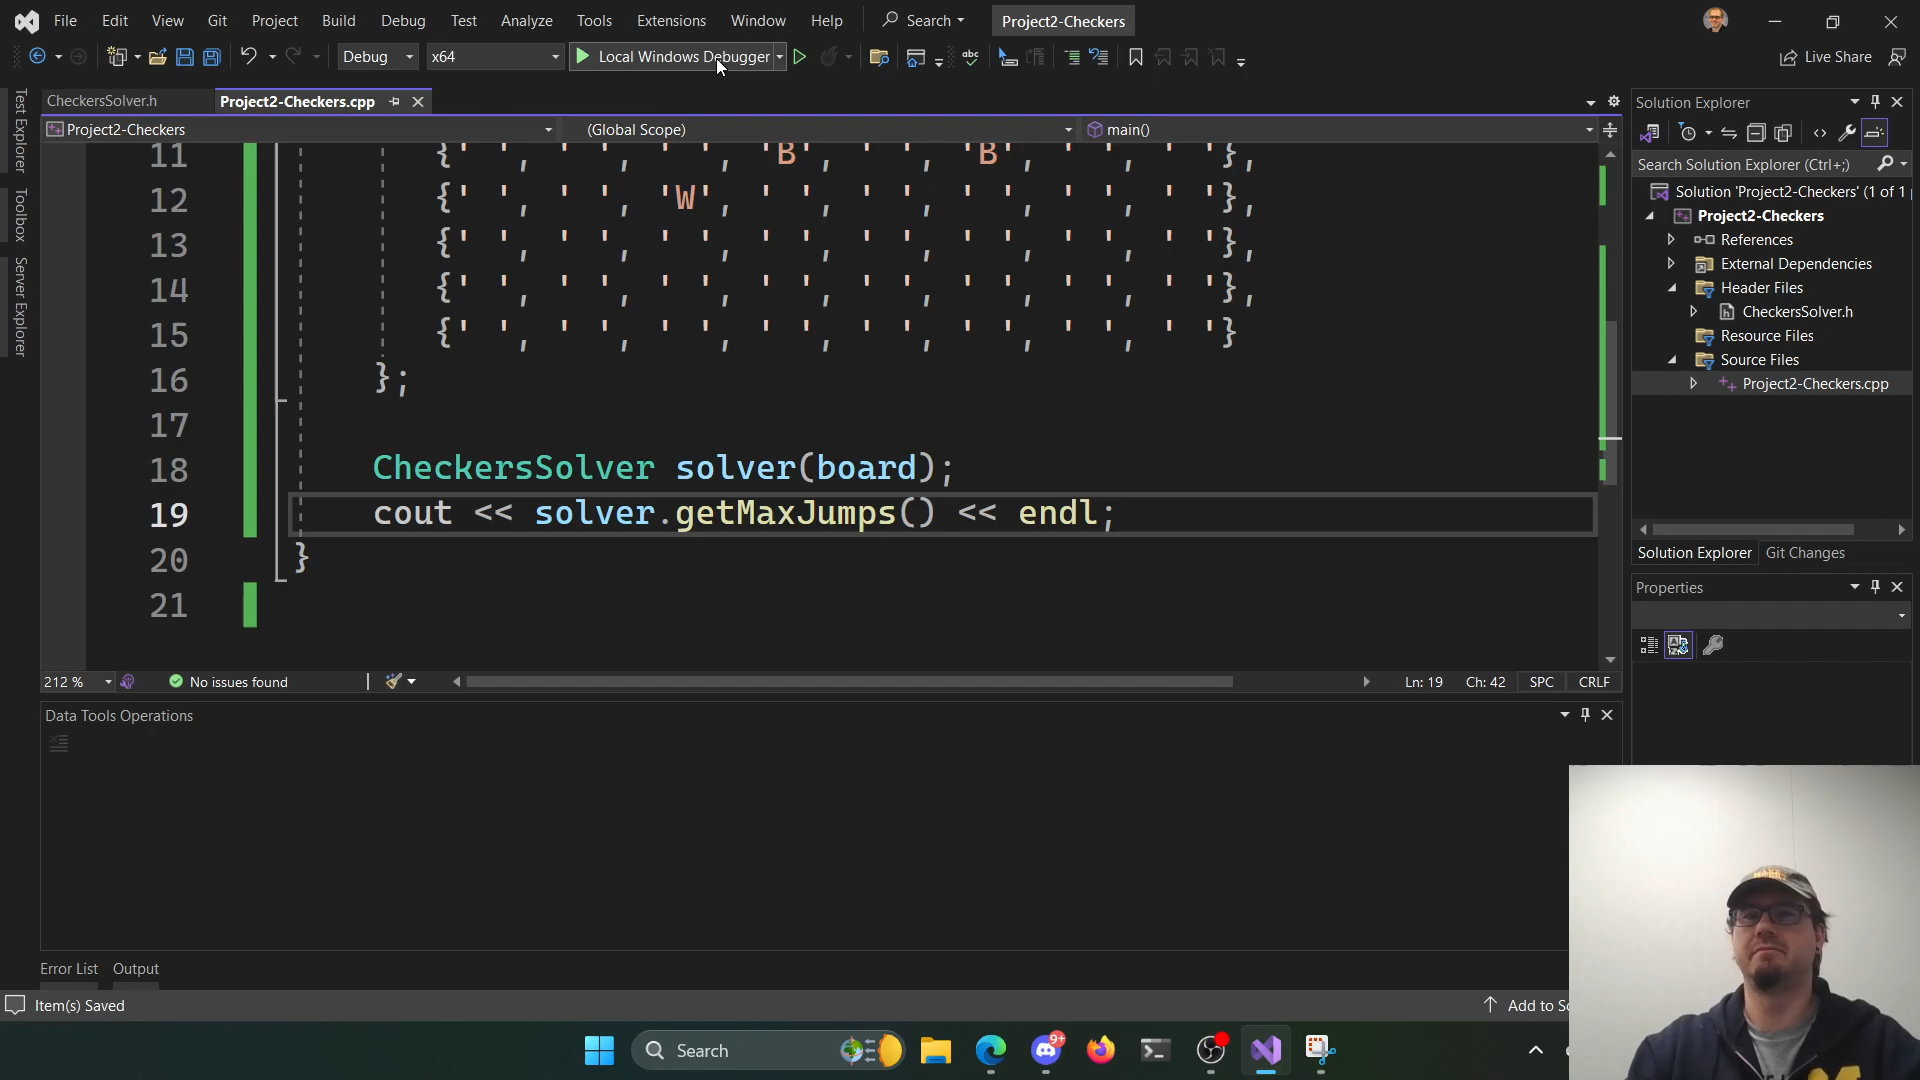 File Edit View Git Project Build Debug Test Analyze Tools Extensions Window Help Search Project2-Checkers
Debug x64 Local Windows Debugger Live Share
Test Explorer
Toolbox
Server Explorer
CheckersSolver.h Project2-Checkers.cpp
Project2-Checkers (Global Scope) main()
11 {' ', ' ', ' ', 'B', ' ', 'B', ' ', ' '},
12 {' ', ' ', 'W', ' ', ' ', ' ', ' ', ' '},
13 {' ', ' ', ' ', ' ', ' ', ' ', ' ', ' '},
14 {' ', ' ', ' ', ' ', ' ', ' ', ' ', ' '},
15 {' ', ' ', ' ', ' ', ' ', ' ', ' ', ' '}
16 };
17
18 CheckersSolver solver(board);
19 cout << solver.getMaxJumps() << endl;
20 }
21
212 % No issues found Ln: 19 Ch: 42 SPC CRLF
Data Tools Operations
Error List Output
Item(s) Saved
Add to So
Solution Explorer
Search Solution Explorer (Ctrl+;)
Solution 'Project2-Checkers' (1 of 1
Project2-Checkers
References
External Dependencies
Header Files
CheckersSolver.h
Resource Files
Source Files
Project2-Checkers.cpp
Solution Explorer Git Changes
Properties
Search
9+